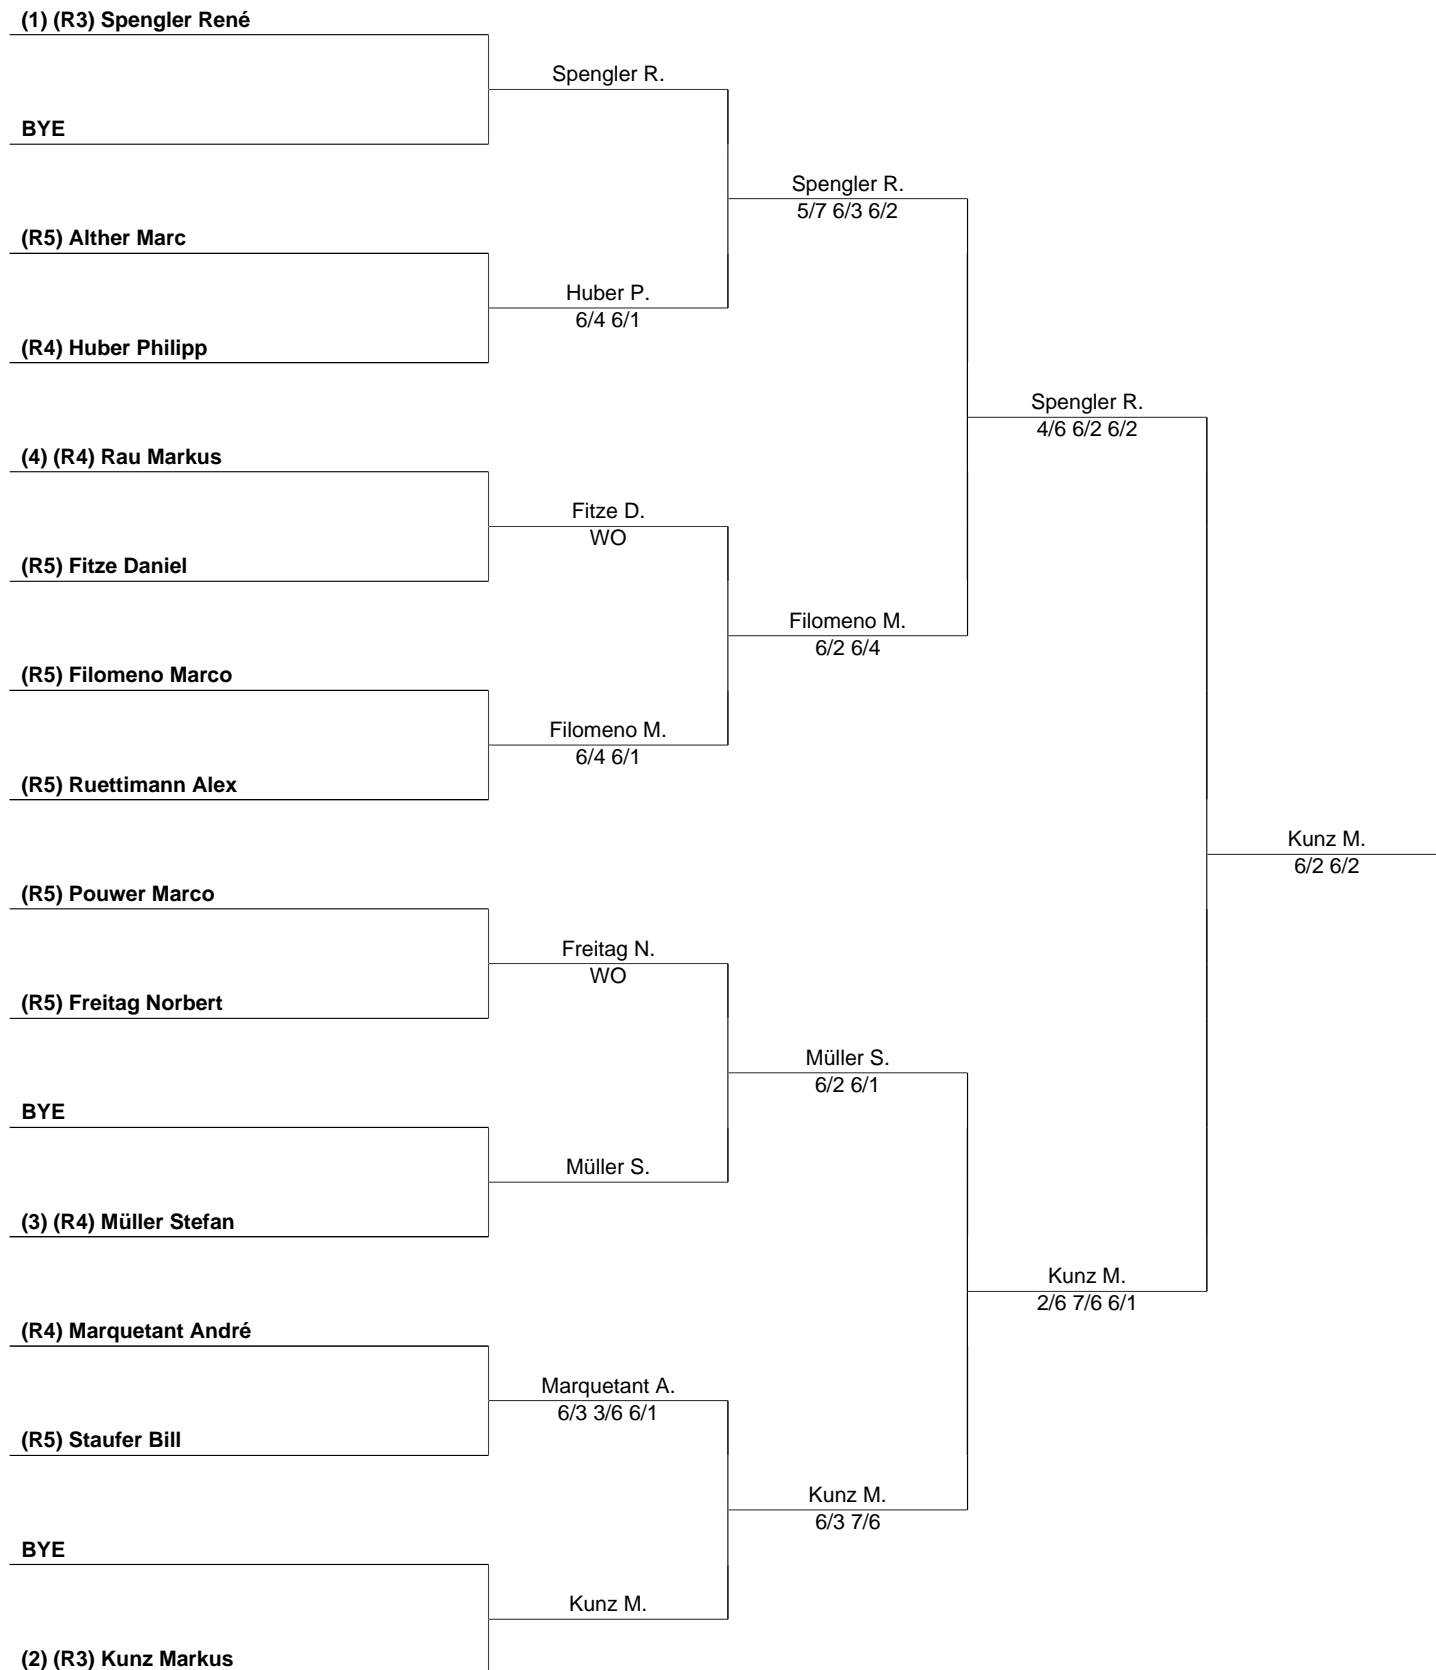 (1) (R3) Spengler René
Spengler R.
BYE
Spengler R.
5/7 6/3 6/2
(R5) Alther Marc
Huber P.
6/4 6/1
(R4) Huber Philipp
Spengler R.
4/6 6/2 6/2
(4) (R4) Rau Markus
Fitze D.
WO
(R5) Fitze Daniel
Filomeno M.
6/2 6/4
(R5) Filomeno Marco
Filomeno M.
6/4 6/1
(R5) Ruettimann Alex
Kunz M.
6/2 6/2
(R5) Pouwer Marco
Freitag N.
WO
(R5) Freitag Norbert
Müller S.
6/2 6/1
BYE
Müller S.
(3) (R4) Müller Stefan
Kunz M.
2/6 7/6 6/1
(R4) Marquetant André
Marquetant A.
6/3 3/6 6/1
(R5) Staufer Bill
Kunz M.
6/3 7/6
BYE
Kunz M.
(2) (R3) Kunz Markus